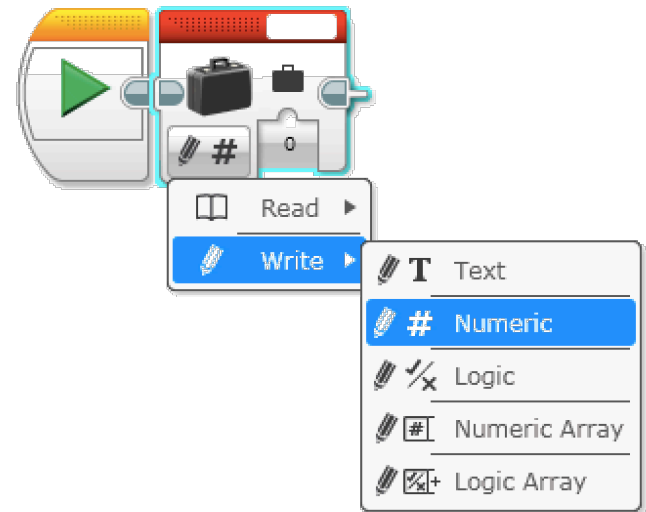 #
0
Read
Write
T Text
# Numeric
Logic
# Numeric Array
Logic Array